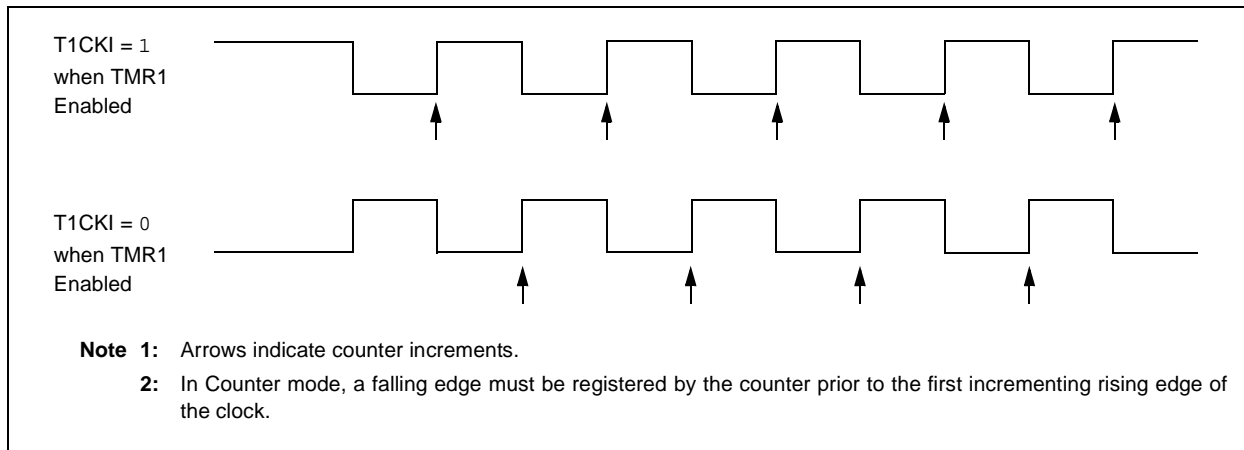 T1CKI = 1
when TMR1
Enabled
T1CKI = 0
when TMR1
Enabled
Note 1: Arrows indicate counter increments.
2: In Counter mode, a falling edge must be registered by the counter prior to the first incrementing rising edge of
the clock.